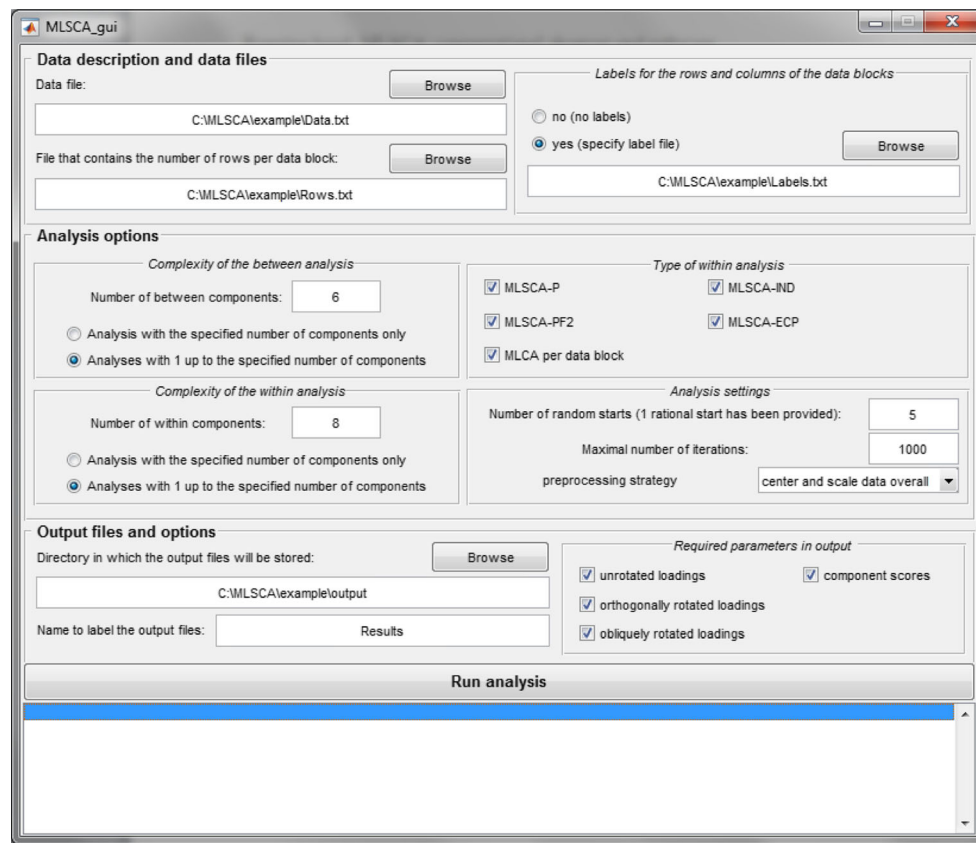 MLSCA_gui
Data description and data files
Data file:
Browse
C:\MLSCA\example\Data.txt
File that contains the number of rows per data block:
Browse
C:\MLSCA\example\Rows.txt
Labels for the rows and columns of the data blocks
no (no labels)
yes (specify label file)
Browse
C:\MLSCA\example\Labels.txt
Analysis options
Complexity of the between analysis
Number of between components:
6
Analysis with the specified number of components only
Analyses with 1 up to the specified number of components
Type of within analysis
MLSCA-P
MLSCA-IND
MLSCA-PF2
MLSCA-ECP
MLCA per data block
Complexity of the within analysis
Number of within components:
8
Analysis with the specified number of components only
Analyses with 1 up to the specified number of components
Analysis settings
Number of random starts (1 rational start has been provided):
5
Maximal number of iterations:
1000
preprocessing strategy
center and scale data overall
Output files and options
Directory in which the output files will be stored:
Browse
C:\MLSCA\example\output
Name to label the output files:
Results
Required parameters in output
unrotated loadings
component scores
orthogonally rotated loadings
obliquely rotated loadings
Run analysis